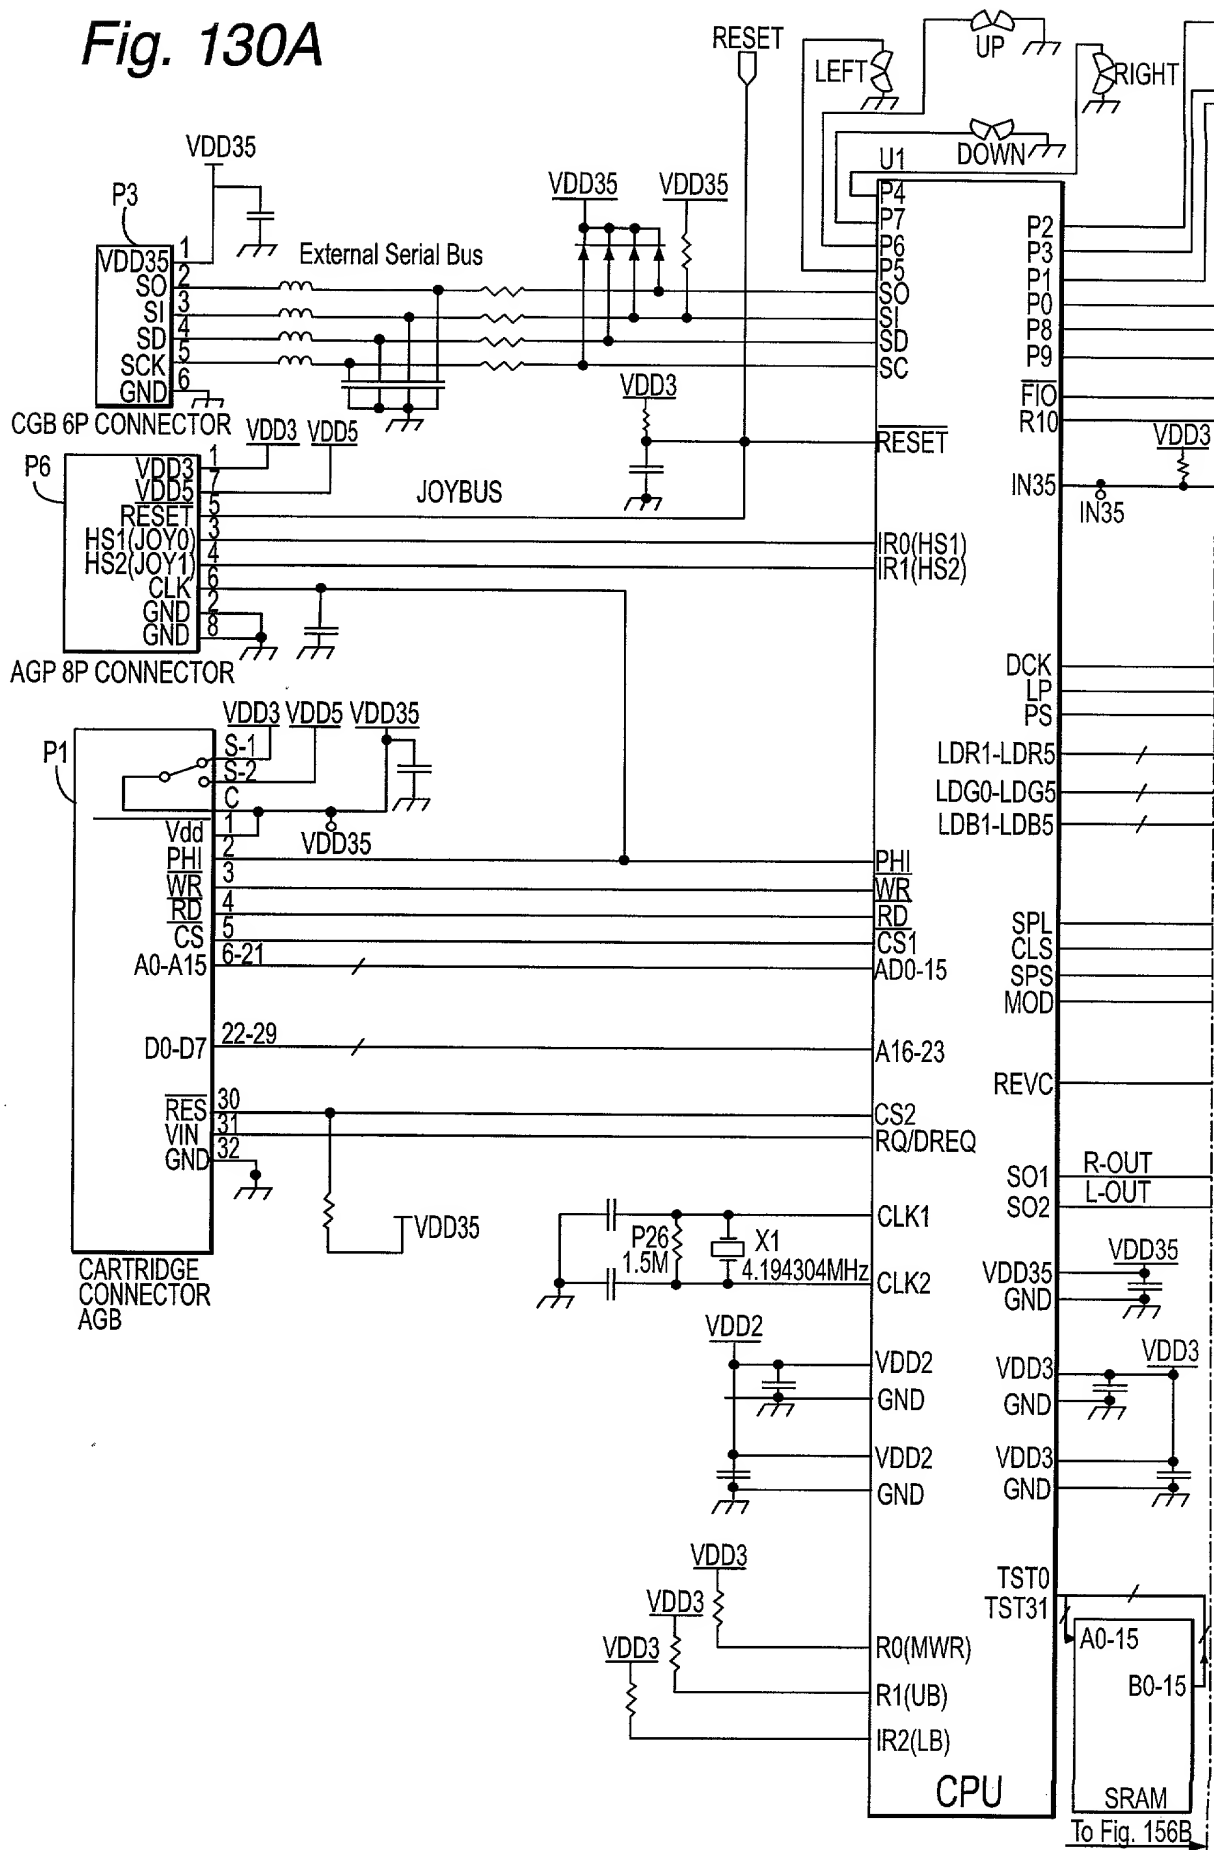 Fig. 130A
RESET
UP
LEFT
RIGHT
DOWN
U1
VDD35
P3
VDD35
1
SO
2
SI
3
SD
4
SCK
5
GND
6
CGB 6P CONNECTOR
External Serial Bus
VDD35
VDD35
VDD3
P4
P7
P6
P5
SO
SI
SD
SC
RESET
P2
P3
P1
P0
P8
P9
FIO
R10
VDD3
IN35
IN35
VDD3
VDD5
P6
VDD3
1
VDD5
7
RESET
5
HS1(JOY0)
3
HS2(JOY1)
4
CLK
6
GND
2
GND
8
AGP 8P CONNECTOR
JOYBUS
IR0(HS1)
IR1(HS2)
DCK
LP
PS
LDR1-LDR5
LDG0-LDG5
LDB1-LDB5
VDD3
VDD5
VDD35
P1
S-1
S-2
C
VDD35
Vdd
1
PHI
2
WR
3
RD
4
CS
5
A0-A15
6-21
D0-D7
22-29
RES
30
VIN
31
GND
32
VDD35
CARTRIDGE
CONNECTOR
AGB
PHI
WR
RD
CS1
AD0-15
A16-23
CS2
RQ/DREQ
SPL
CLS
SPS
MOD
REVC
SO1
R-OUT
SO2
L-OUT
P26
1.5M
X1
4.194304MHz
CLK1
CLK2
VDD35
VDD35
GND
VDD2
VDD2
GND
VDD2
GND
VDD3
VDD3
GND
VDD3
GND
VDD3
VDD3
VDD3
R0(MWR)
R1(UB)
IR2(LB)
TST0
TST31
A0-15
B0-15
CPU
SRAM
To Fig. 156B